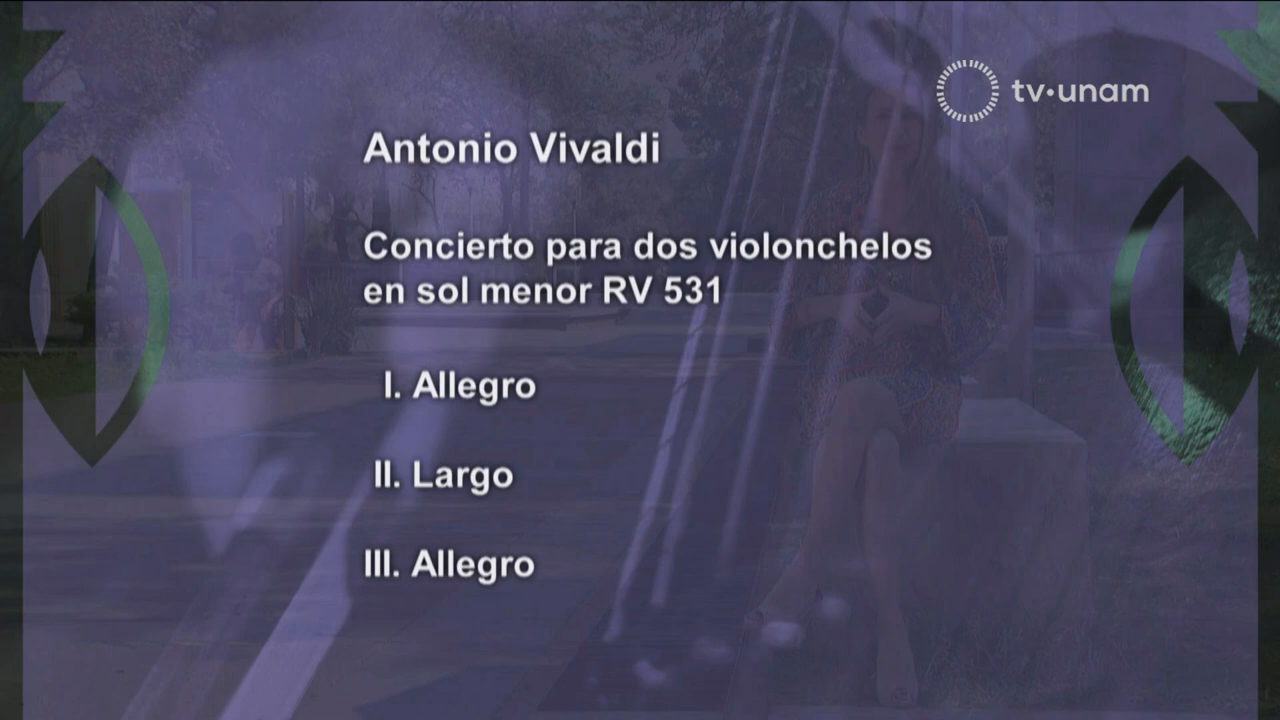 tv·unam
Antonio Vivaldi
Concierto para dos violonchelos
en sol menor RV 531
I. Allegro
II. Largo
III. Allegro